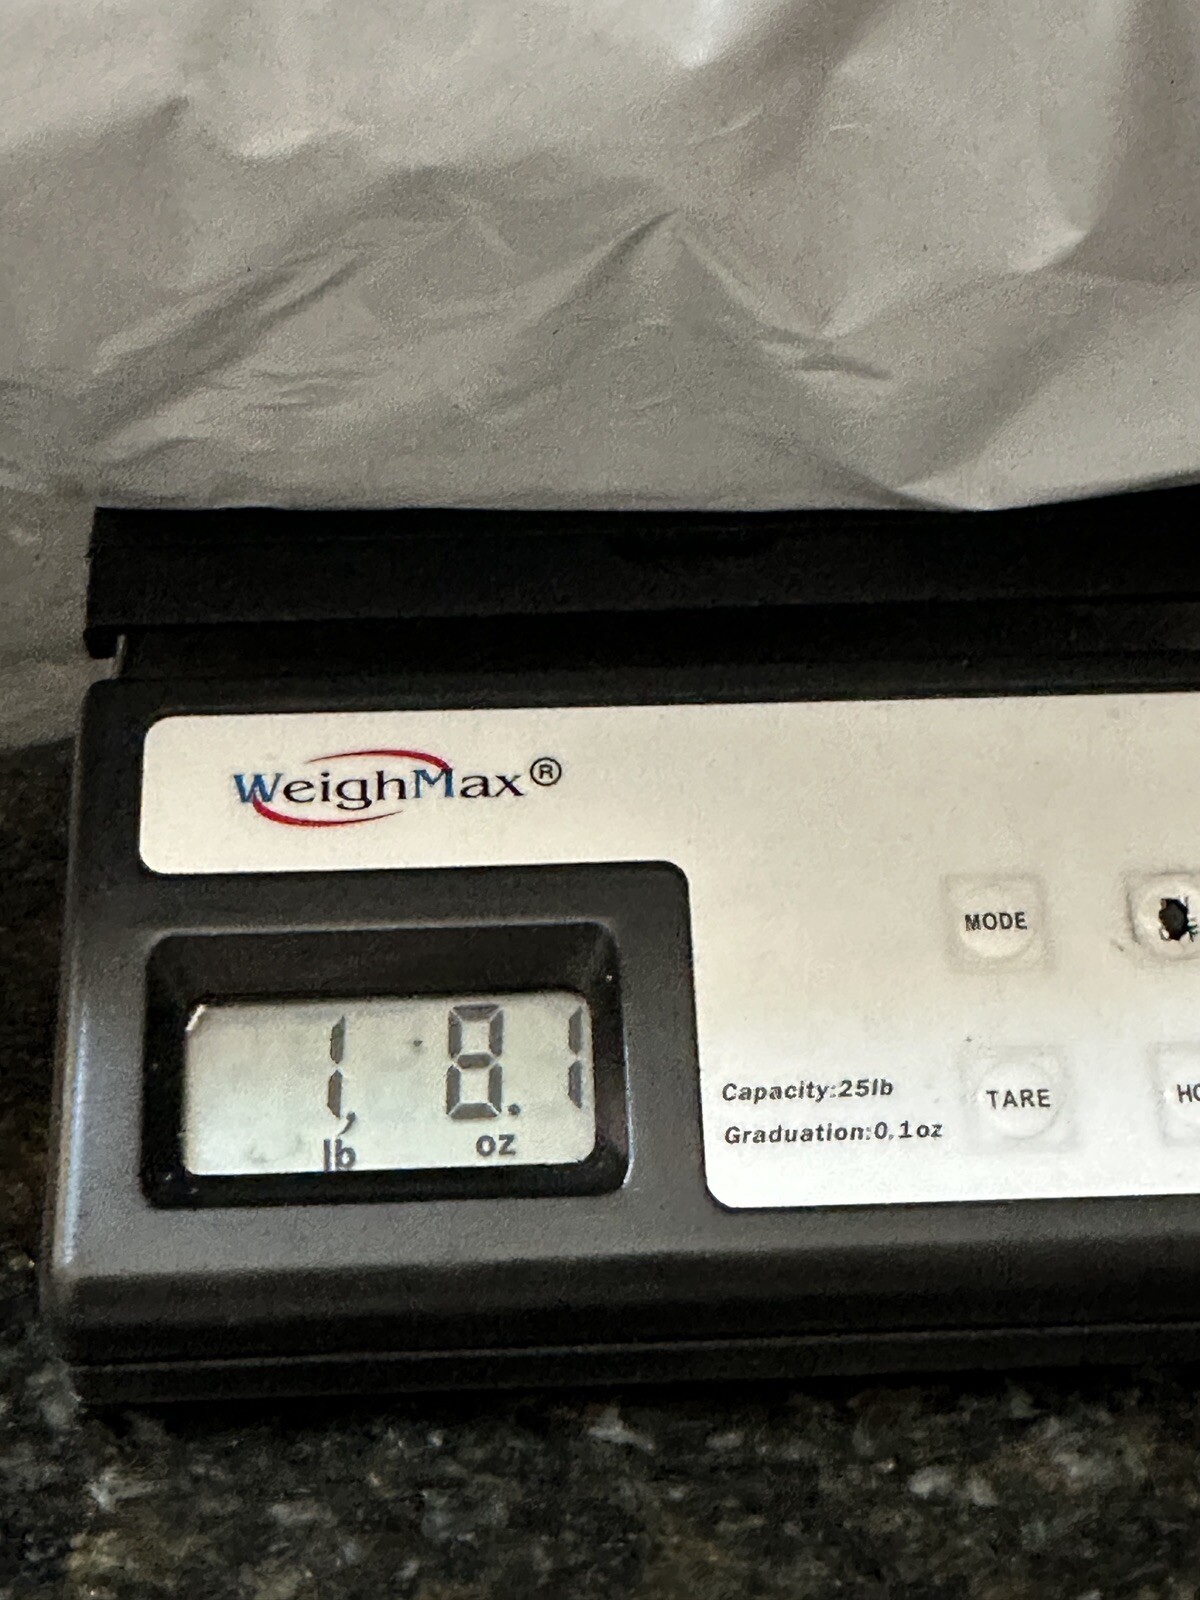 WeighMax®
MODE
1, 8.1
lb oz
Capacity:25lb
Graduation:0.1oz
TARE